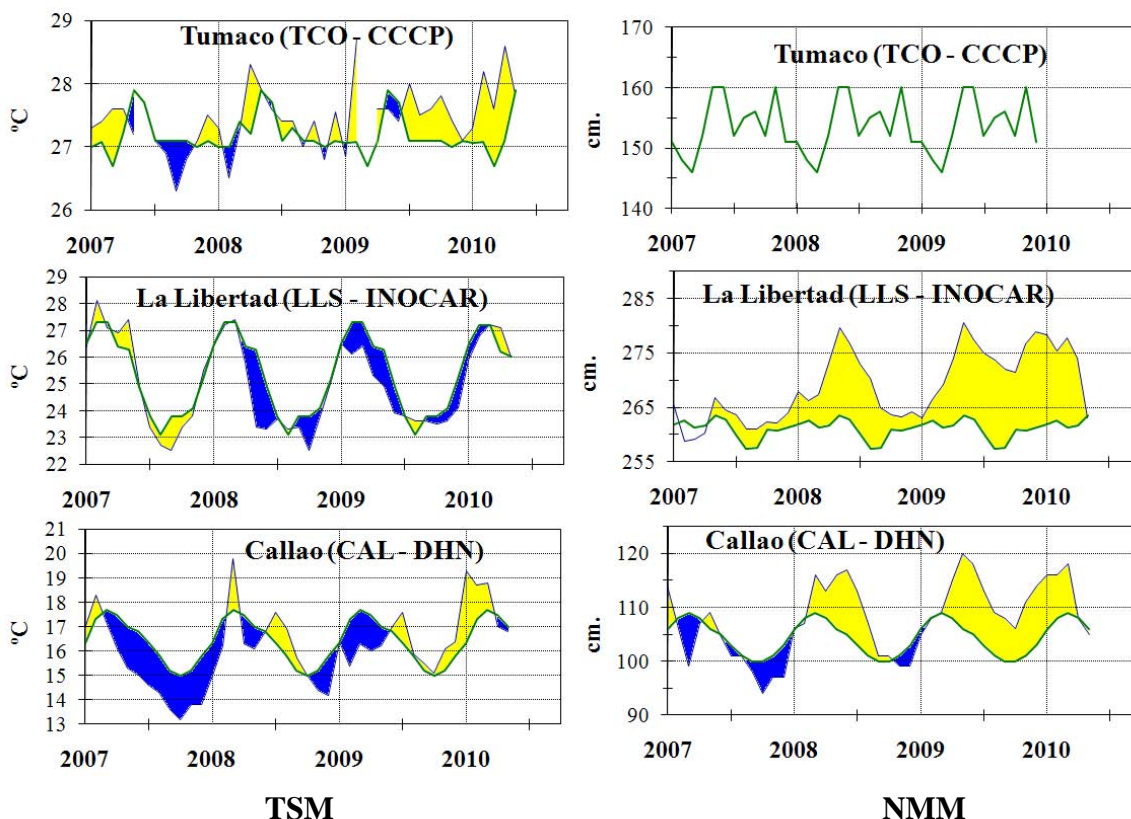 Tumaco (TCO - CCCP)
ºC
29
28
27
26
2007 2008 2009 2010
Tumaco (TCO - CCCP)
cm.
170
160
150
140
2007 2008 2009 2010
La Libertad (LLS - INOCAR)
ºC
29
28
27
26
25
24
23
22
2007 2008 2009 2010
La Libertad (LLS - INOCAR)
cm.
285
275
265
255
2007 2008 2009 2010
Callao (CAL - DHN)
ºC
21
20
19
18
17
16
15
14
13
2007 2008 2009 2010
Callao (CAL - DHN)
cm.
120
110
100
90
2007 2008 2009 2010
TSM
NMM